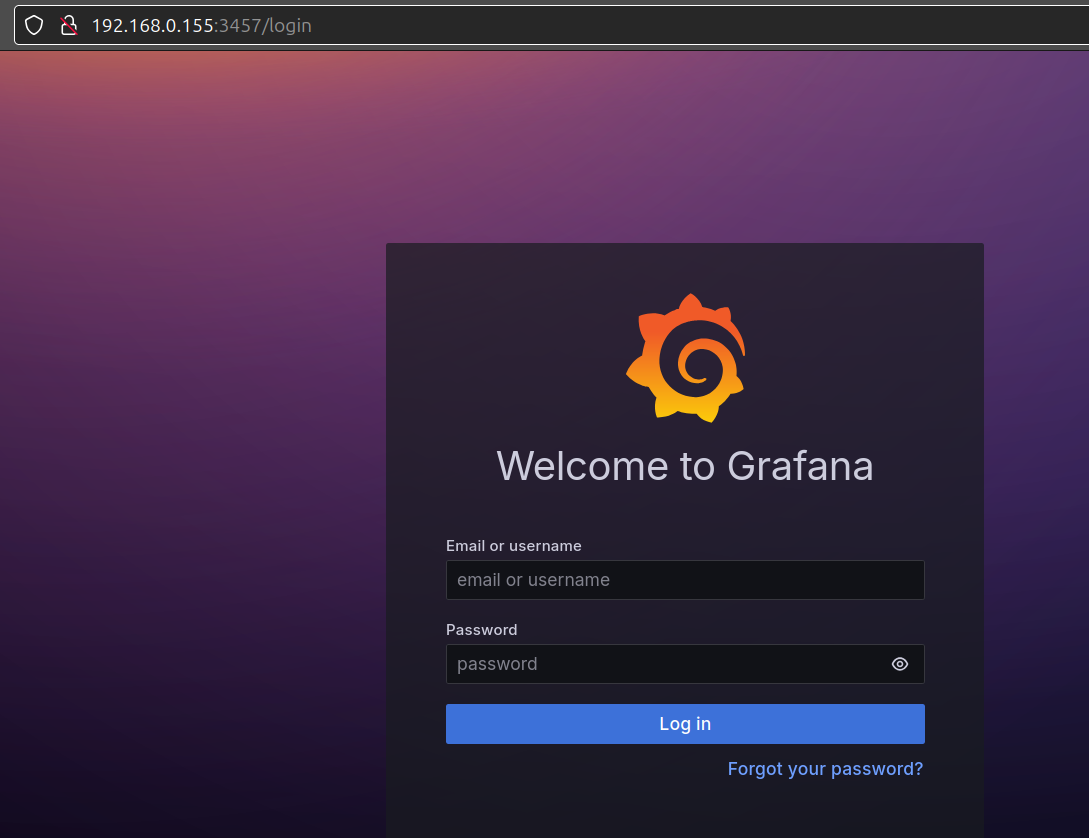 192.168.0.155:3457/login
Welcome to Grafana
Email or username
email or username
Password
password
Log in
Forgot your password?